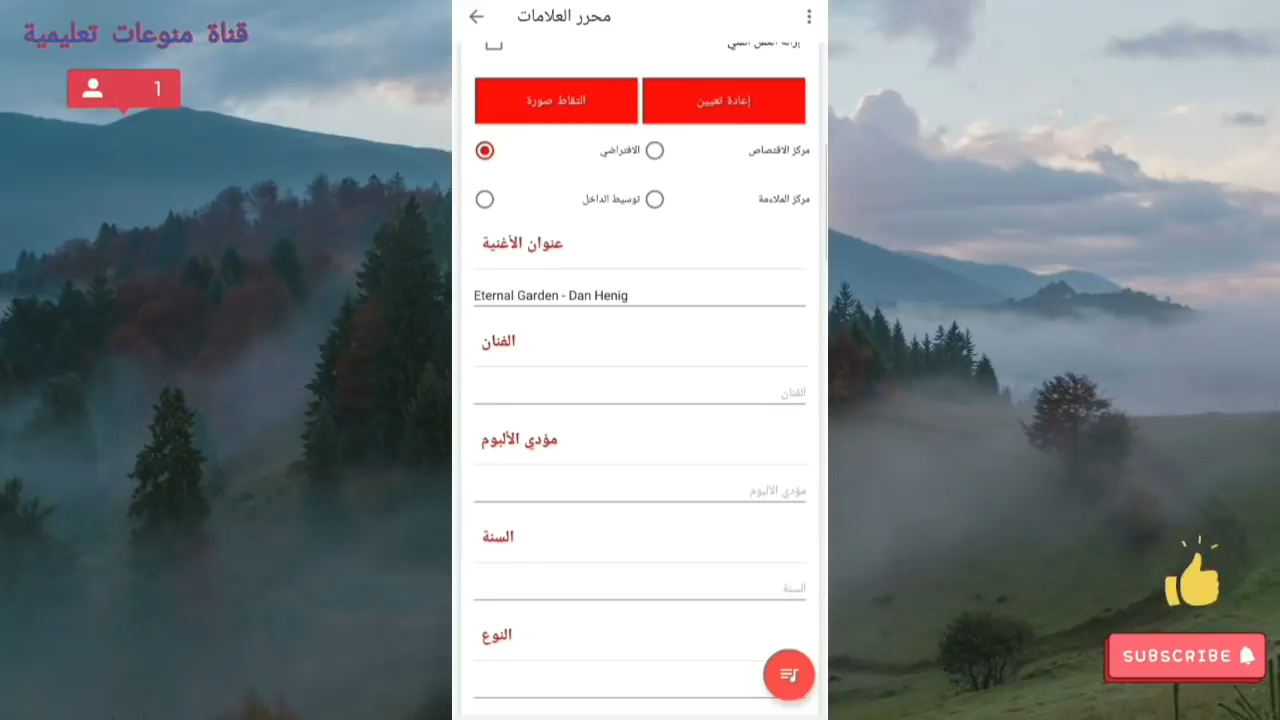 قناة منوعات تعليمية
1
محرر العلامات
إعادة تعيين
التقاط صورة
مركز الاقتصاص
الافتراضي
مركز الملاءمة
توسيط الداخل
عنوان الأغنية
Eternal Garden - Dan Henig
الفنان
الفنان
مؤدي الألبوم
مؤدي الألبوم
السنة
السنة
النوع
SUBSCRIBE